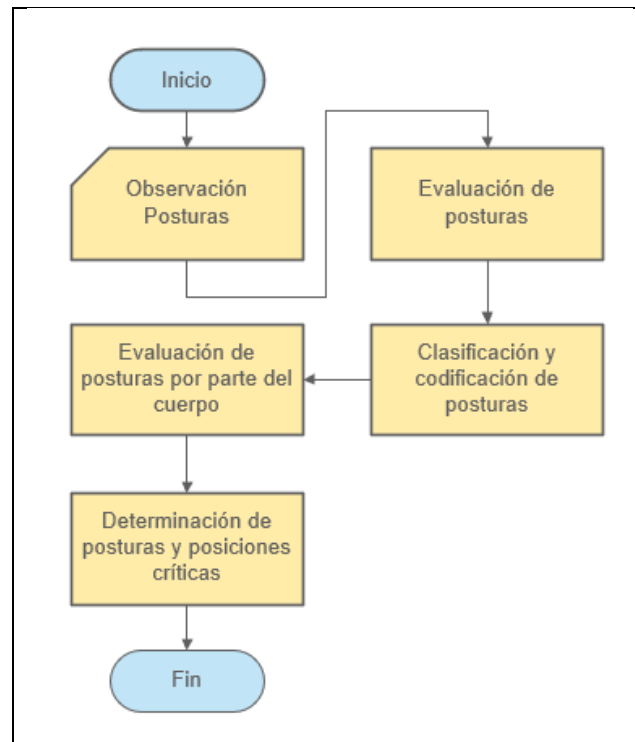 Inicio
Observación
Posturas
Evaluación de
posturas
Clasificación y
codificación de
posturas
Evaluación de
posturas por parte del
cuerpo
Determinación de
posturas y posiciones
críticas
Fin